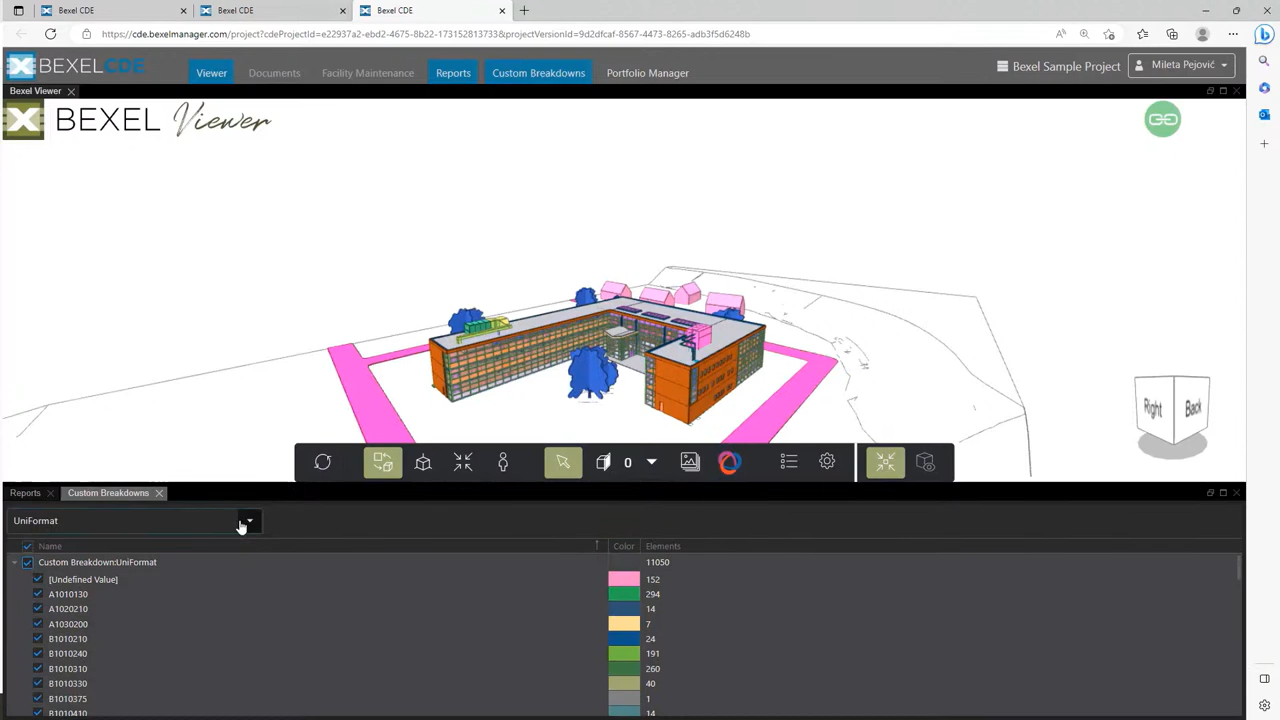 Bexel CDE
Bexel CDE
Bexel CDE
https://cde.bexelmanager.com/project?cdeProjectId=e22937a2-ebd2-4675-8b22-173152813733&projectVersionId=9d2dfcaf-8567-4473-8265-adb3f5d6248b
BEXELCDE
Viewer
Documents
Facility Maintenance
Reports
Custom Breakdowns
Portfolio Manager
Bexel Sample Project
Mileta Pejović
Bexel Viewer
BEXEL Viewer
Right
Back
0
Reports
Custom Breakdowns
UniFormat
Name
Color
Elements
Custom Breakdown:UniFormat
11050
[Undefined Value]
152
A1010130
294
A1020210
14
A1030200
7
B1010210
24
B1010240
191
B1010310
260
B1010330
40
B1010375
1
B1010410
14